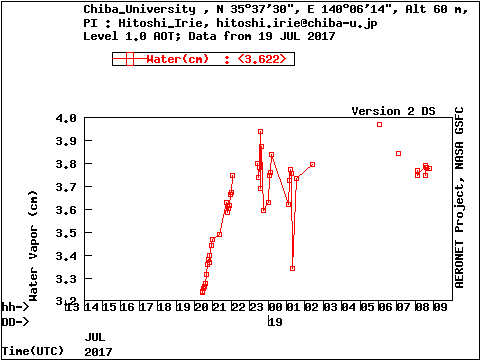 Chiba_University , N 35°37'30", E 140°06'14", Alt 60 m,
PI : Hitoshi_Irie, hitoshi.irie@chiba-u.jp
Level 1.0 AOT; Data from 19 JUL 2017
Water(cm) : <3.622>
Version 2 DS
4.0
3.9
3.8
3.7
3.6
3.5
3.4
3.3
3.2
Water Vapor (cm)
AERONET Project, NASA GSFC
hh-> 13 14 15 16 17 18 19 20 21 22 23 00 01 02 03 04 05 06 07 08 09
DD-> 19
JUL
Time(UTC) 2017